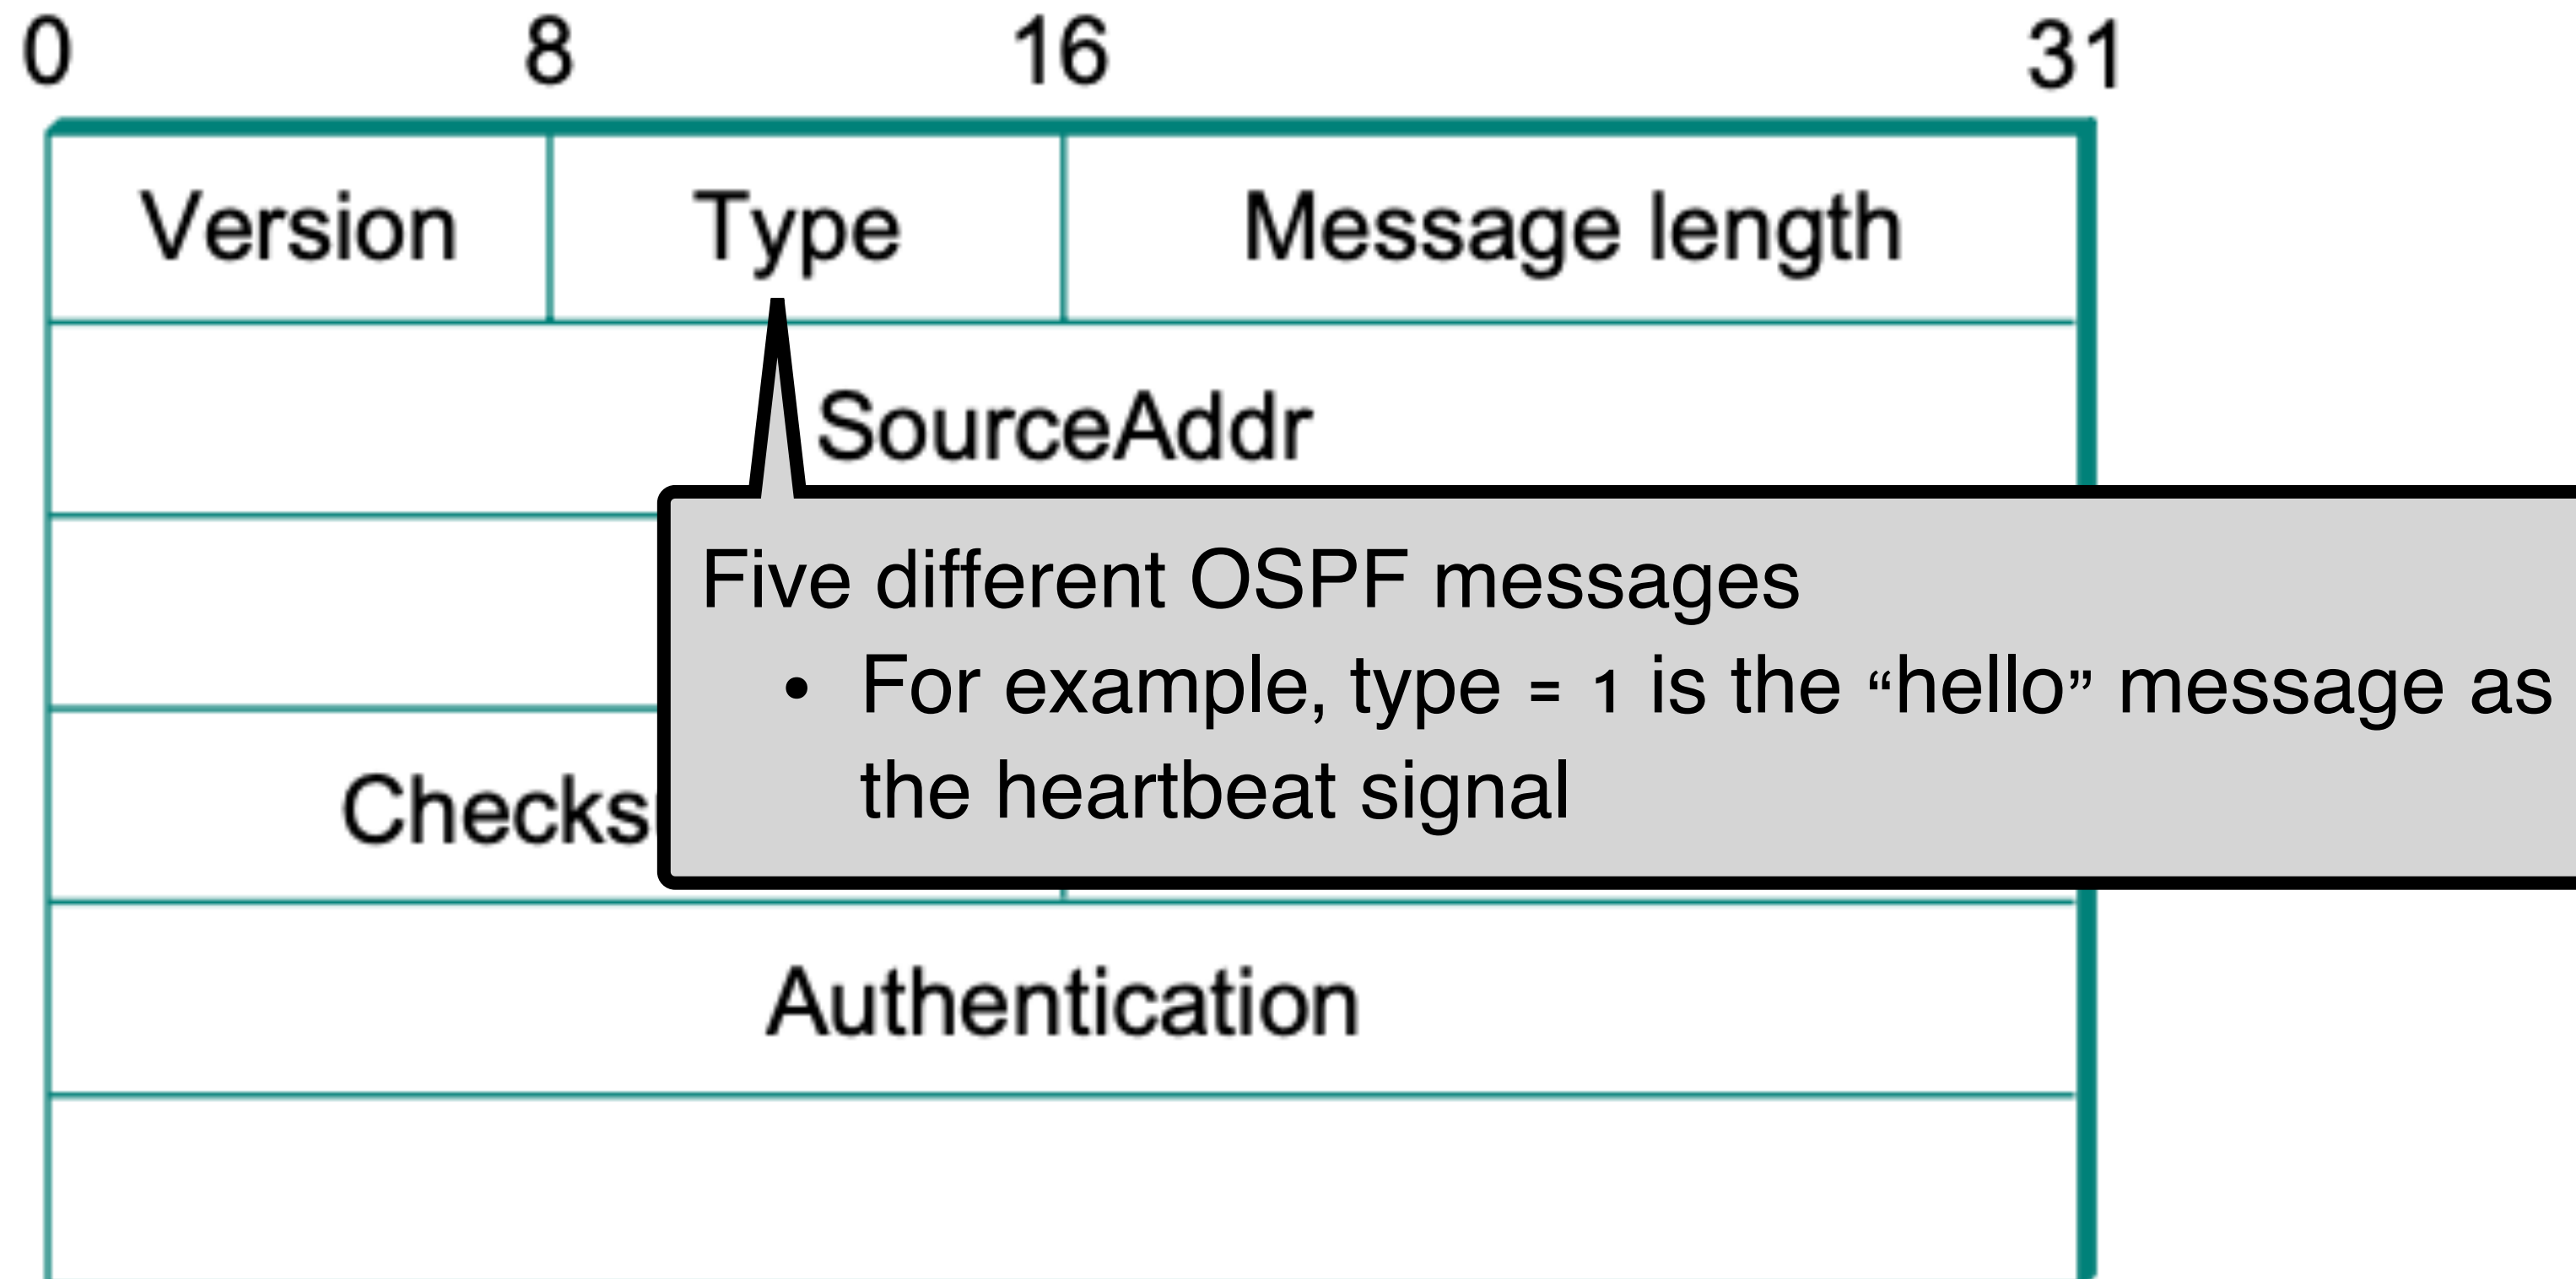 0 8 16 31
Version Type Message length
SourceAddr
Five different OSPF messages
• For example, type = 1 is the “hello” message as
the heartbeat signal
Authentication